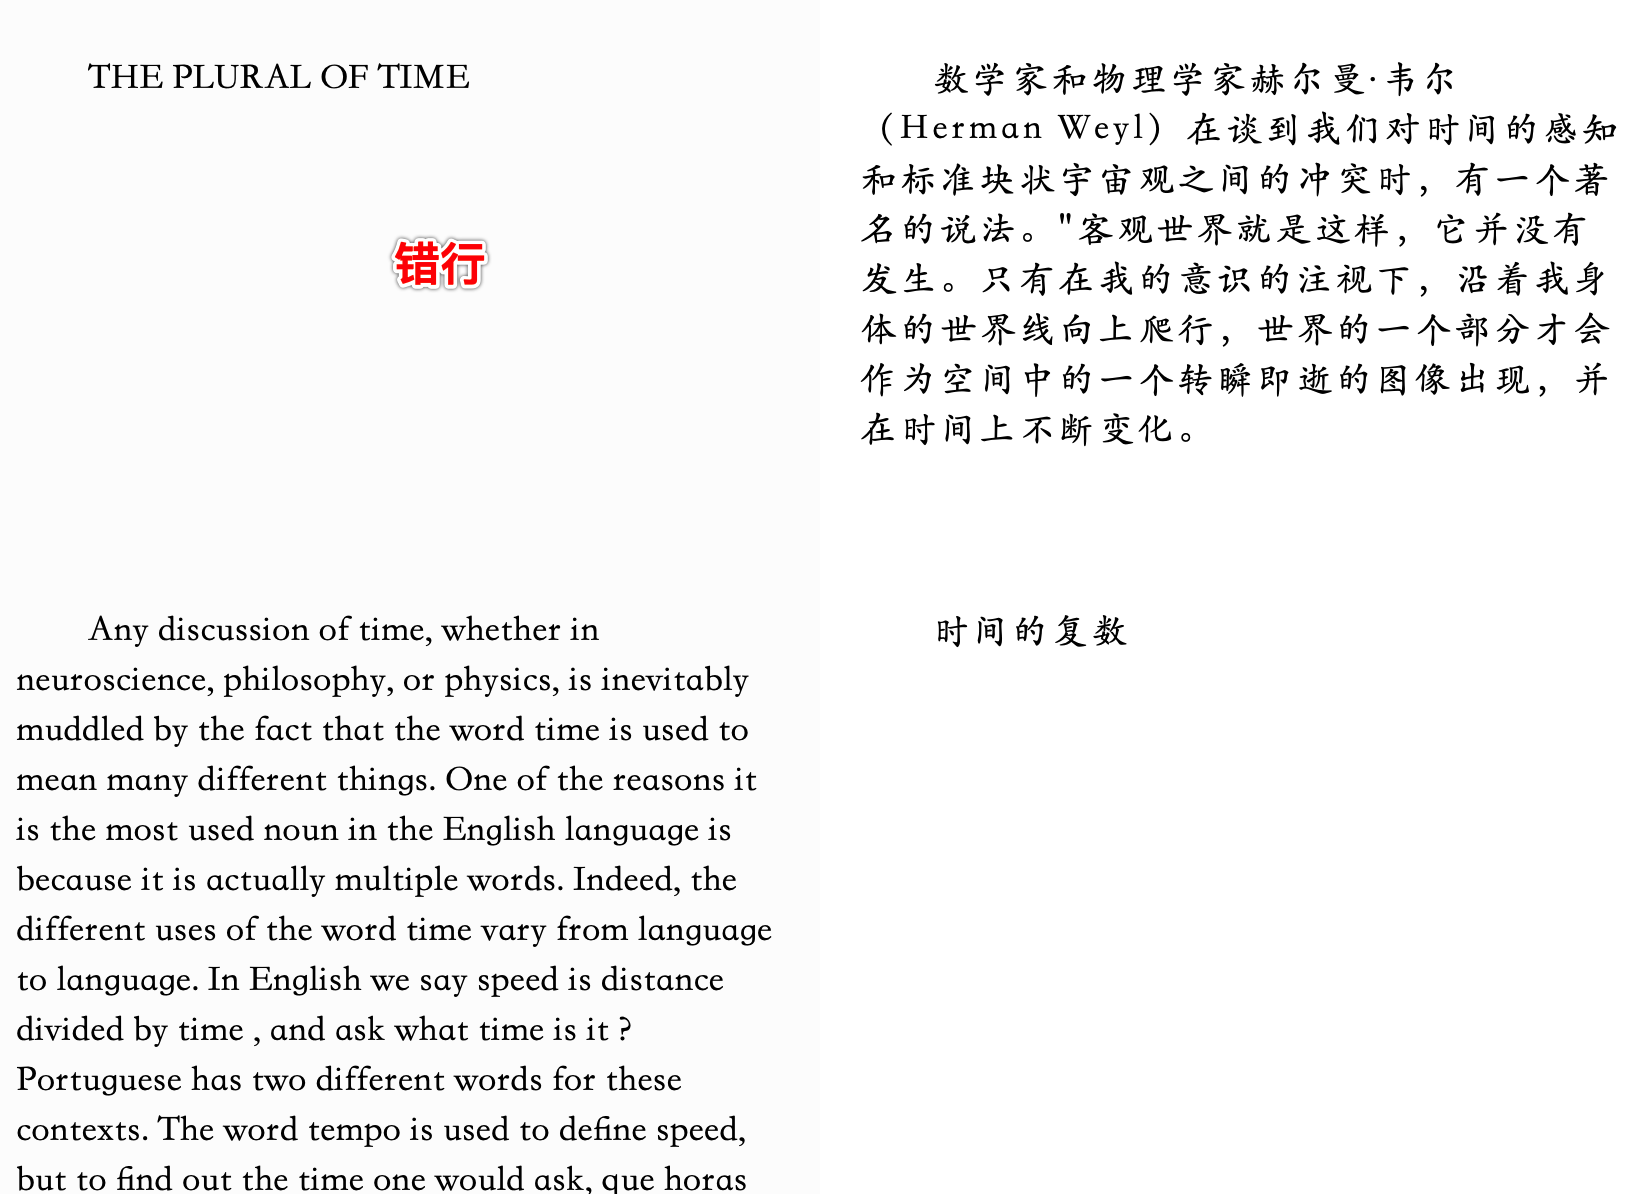 THE PLURAL OF TIME
错行
Any discussion of time, whether in
neuroscience, philosophy, or physics, is inevitably
muddled by the fact that the word time is used to
mean many different things. One of the reasons it
is the most used noun in the English language is
because it is actually multiple words. Indeed, the
different uses of the word time vary from language
to language. In English we say speed is distance
divided by time , and ask what time is it ?
Portuguese has two different words for these
contexts. The word tempo is used to define speed,
but to find out the time one would ask, que horas
数学家和物理学家赫尔曼·韦尔
（Herman Weyl）在谈到我们对时间的感知
和标准块状宇宙观之间的冲突时，有一个著
名的说法。"客观世界就是这样，它并没有
发生。只有在我的意识的注视下，沿着我身
体的世界线向上爬行，世界的一个部分才会
作为空间中的一个转瞬即逝的图像出现，并
在时间上不断变化。
时间的复数